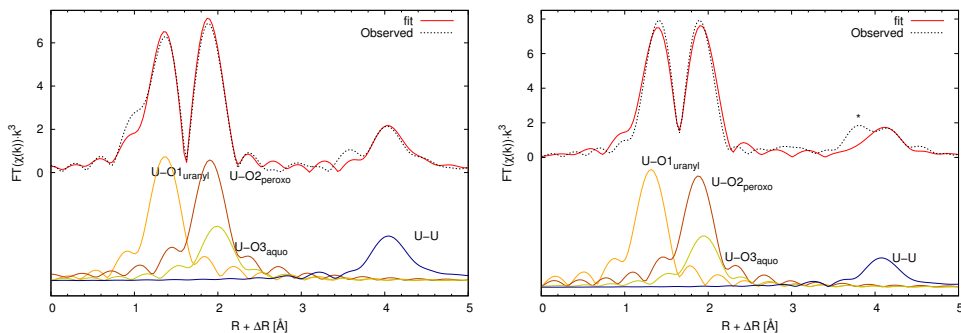 fit
Observed
6
4
2
0
FT(χ(k))·k³
U−O1uranyl
U−O2peroxo
U−O3aquo
U−U
0 1 2 3 4 5
R + ΔR [Å]
fit
Observed
8
6
4
2
0
FT(χ(k))·k³
*
U−O1uranyl
U−O2peroxo
U−O3aquo
U−U
0 1 2 3 4 5
R + ΔR [Å]